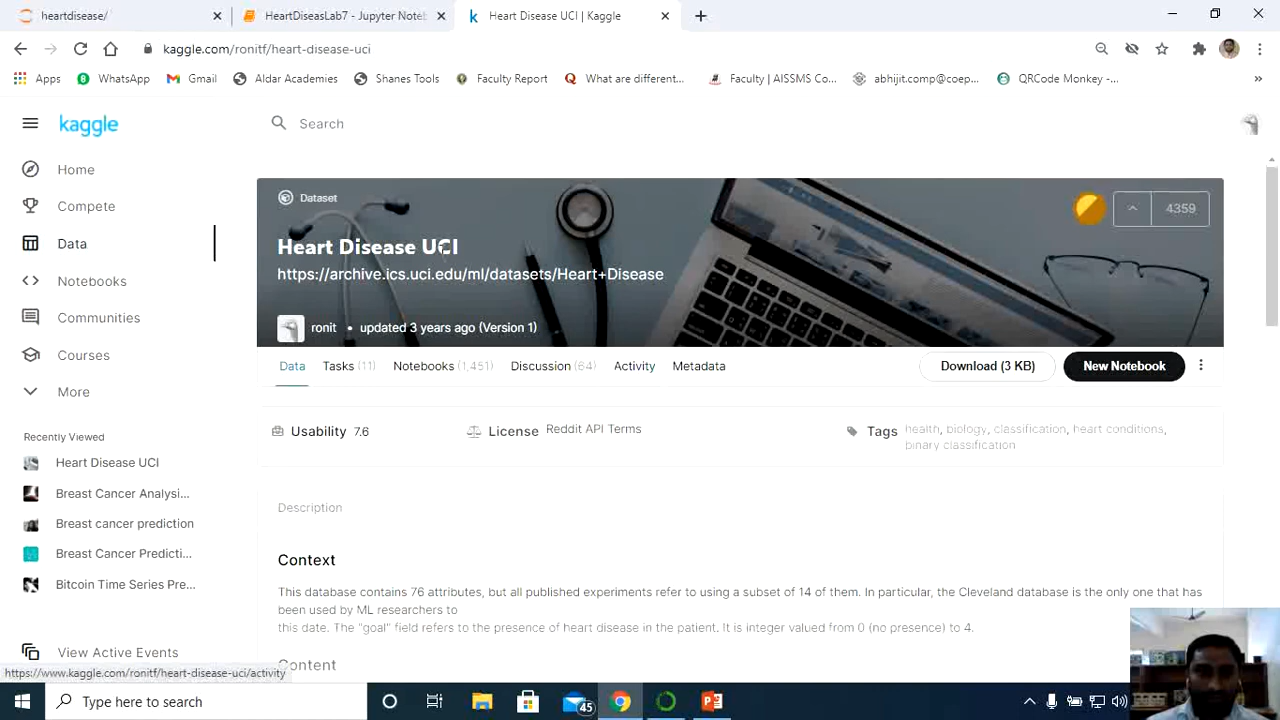 heartdisease/
HeartDiseasLab7 - Jupyter Noteb
Heart Disease UCI | Kaggle
kaggle.com/ronitf/heart-disease-uci
Apps
WhatsApp
Gmail
Aldar Academies
Shanes Tools
Faculty Report
What are different...
Faculty | AISSMS Co...
abhijit.comp@coep...
QRCode Monkey -...
»
kaggle
Search
Home
Compete
Data
Notebooks
Communities
Courses
More
Recently Viewed
Heart Disease UCI
Breast Cancer Analysi...
Breast cancer prediction
Breast Cancer Predicti...
Bitcoin Time Series Pre...
View Active Events
https://www.kaggle.com/ronitf/heart-disease-uci/activity
Dataset
4359
Heart Disease UCI
https://archive.ics.uci.edu/ml/datasets/Heart+Disease
ronit • updated 3 years ago (Version 1)
Data Tasks (11) Notebooks (1,451) Discussion (64) Activity Metadata
Download (3 KB)
New Notebook
Usability 7.6
License Reddit API Terms
Tags health, biology, classification, heart conditions,
binary classification
Description
Context
This database contains 76 attributes, but all published experiments refer to using a subset of 14 of them. In particular, the Cleveland database is the only one that has
been used by ML researchers to
this date. The "goal" field refers to the presence of heart disease in the patient. It is integer valued from 0 (no presence) to 4.
Content
Type here to search
45